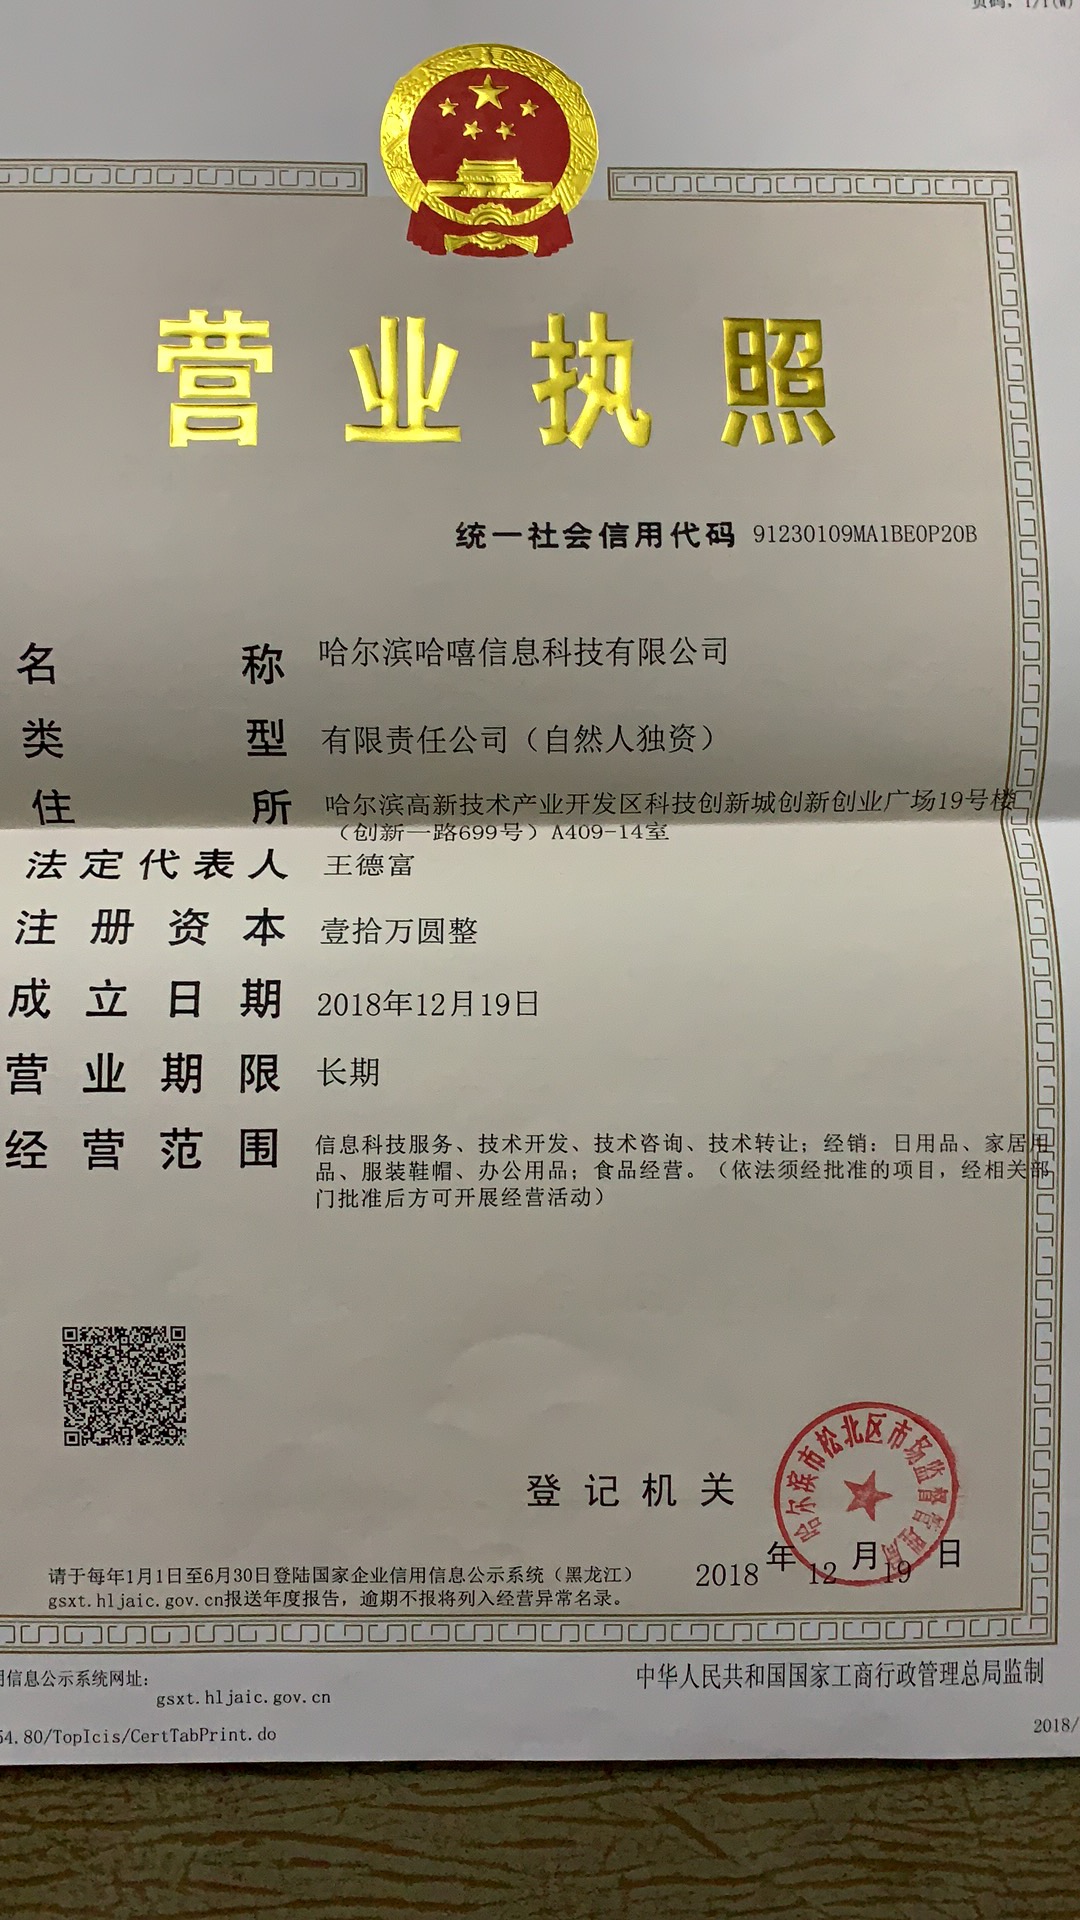 页码：1/1(W)
营业执照
统一社会信用代码 91230109MA1BE0P20B
名称 哈尔滨哈嘻信息科技有限公司
类型 有限责任公司（自然人独资）
住所 哈尔滨高新技术产业开发区科技创新城创新创业广场19号楼
（创新一路699号）A409-14室
法定代表人 王德富
注册资本 壹拾万圆整
成立日期 2018年12月19日
营业期限 长期
经营范围 信息科技服务、技术开发、技术咨询、技术转让；经销：日用品、家居用
品、服装鞋帽、办公用品；食品经营。（依法须经批准的项目，经相关部
门批准后方可开展经营活动）
哈尔滨市松北区市场监督管理局
登记机关
2018年12月19日
请于每年1月1日至6月30日登陆国家企业信用信息公示系统（黑龙江）
gsxt.hljaic.gov.cn报送年度报告，逾期不报将列入经营异常名录。
信息公示系统网址：
gsxt.hljaic.gov.cn
中华人民共和国国家工商行政管理总局监制
54.80/TopIcis/CertTabPrint.do
2018/